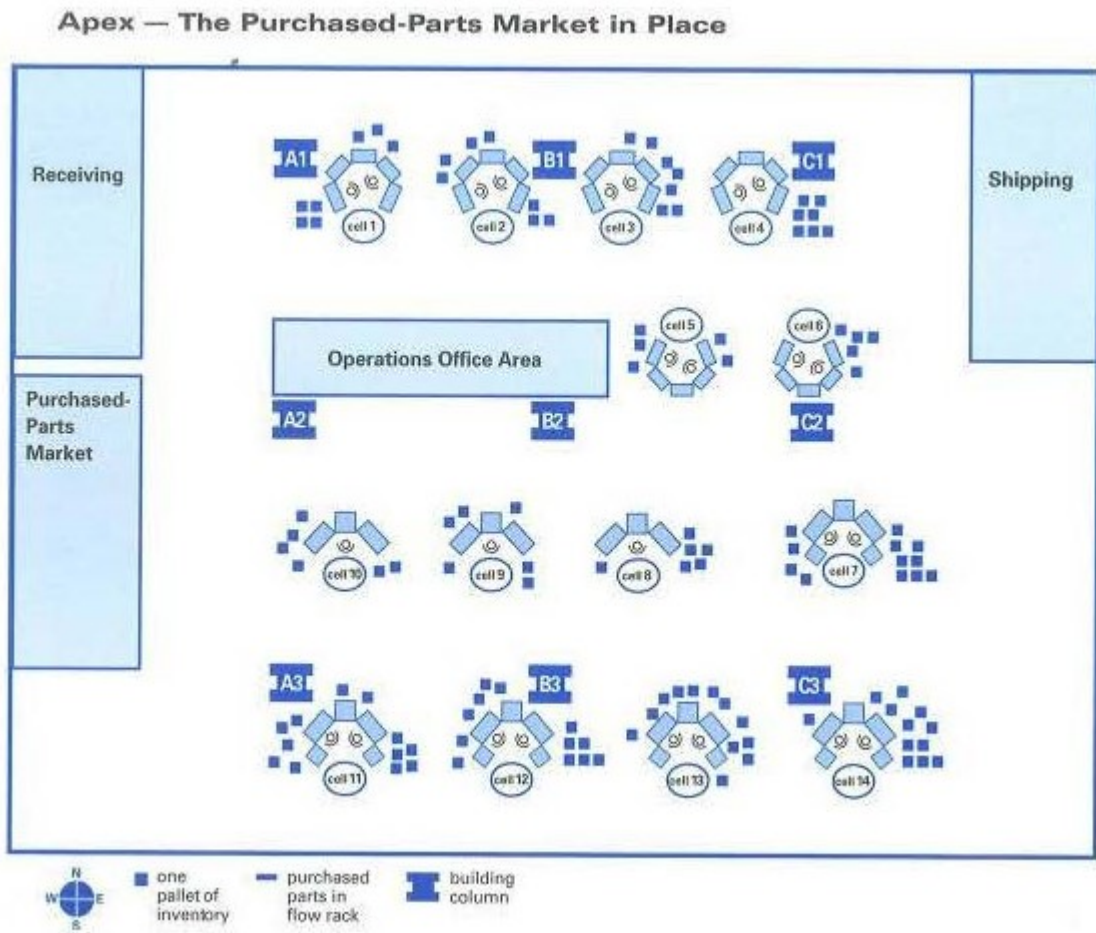 Apex — The Purchased-Parts Market in Place
Receiving
A1
B1
C1
Shipping
cell 1
cell 2
cell 3
cell 4
Operations Office Area
cell 5
cell 6
Purchased-
Parts
Market
A2
B2
C2
cell 10
cell 9
cell 8
cell 7
A3
B3
C3
cell 11
cell 12
cell 13
cell 14
N
W E
S
one
pallet of
inventory
purchased
parts in
flow rack
building
column